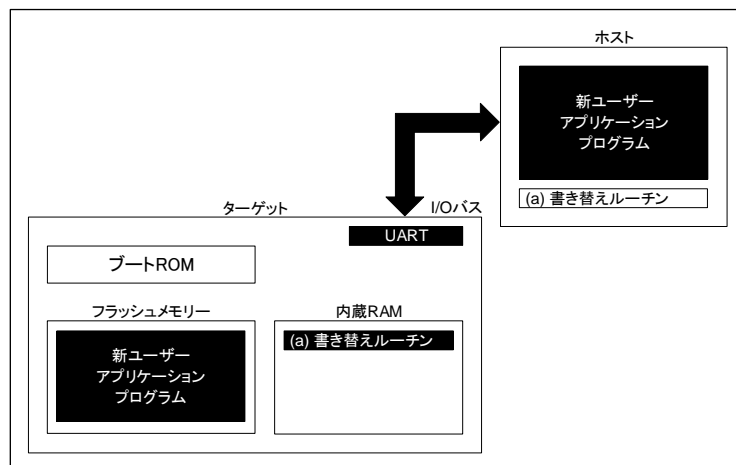 ホスト
新ユーザー
アプリケーション
プログラム
(a) 書き替えルーチン
ターゲット
I/Oバス
UART
ブートROM
フラッシュメモリー
新ユーザー
アプリケーション
プログラム
内蔵RAM
(a) 書き替えルーチン